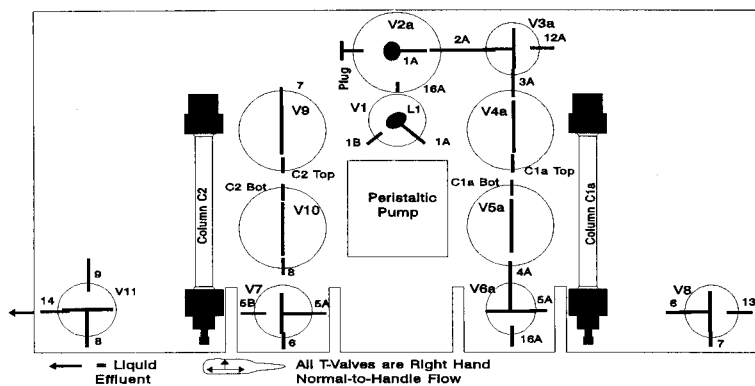 V2a
V3a
12A
2A
1A
Plug
3A
16A
7
V9
V1
L1
V4a
1B
1A
C2 Top
C1a Top
C2 Bot
C1a Bot
Column C2
Peristaltic
Pump
Column C1a
V10
V5a
8
4A
9
V11
14
8
V7
5B
5A
6
V6a
5A
16A
V8
6
13
7
= Liquid
Effluent
All T-Valves are Right Hand
Normal-to-Handle Flow